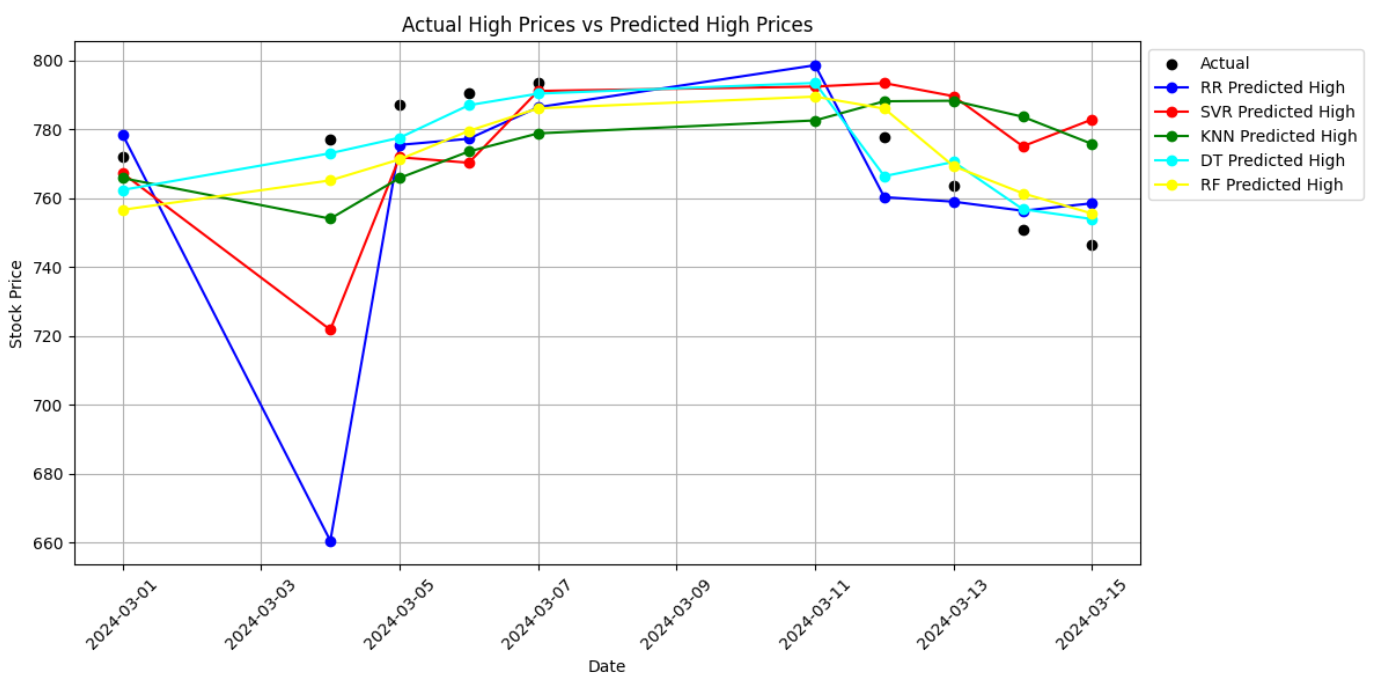 Actual High Prices vs Predicted High Prices
Stock Price
800
780
760
740
720
700
680
660
2024-03-01
2024-03-03
2024-03-05
2024-03-07
2024-03-09
2024-03-11
2024-03-13
2024-03-15
Date
Actual
RR Predicted High
SVR Predicted High
KNN Predicted High
DT Predicted High
RF Predicted High